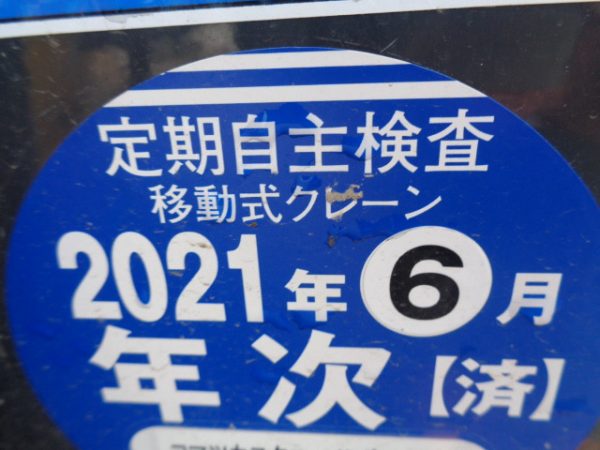 定期自主検査
移動式クレーン
2021年6月
年次【済】